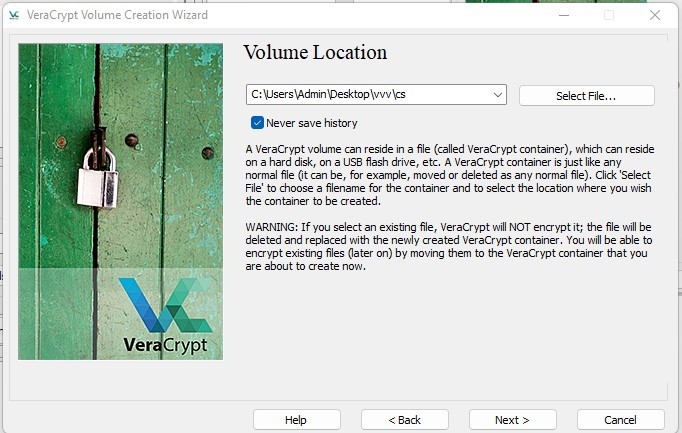 VeraCrypt Volume Creation Wizard
Volume Location
C:\Users\Admin\Desktop\vvv\cs
Select File...
Never save history
A VeraCrypt volume can reside in a file (called VeraCrypt container), which can reside
on a hard disk, on a USB flash drive, etc. A VeraCrypt container is just like any
normal file (it can be, for example, moved or deleted as any normal file). Click 'Select
File' to choose a filename for the container and to select the location where you wish
the container to be created.
WARNING: If you select an existing file, VeraCrypt will NOT encrypt it; the file will be
deleted and replaced with the newly created VeraCrypt container. You will be able to
encrypt existing files (later on) by moving them to the VeraCrypt container that you
are about to create now.
VeraCrypt
Help
< Back
Next >
Cancel